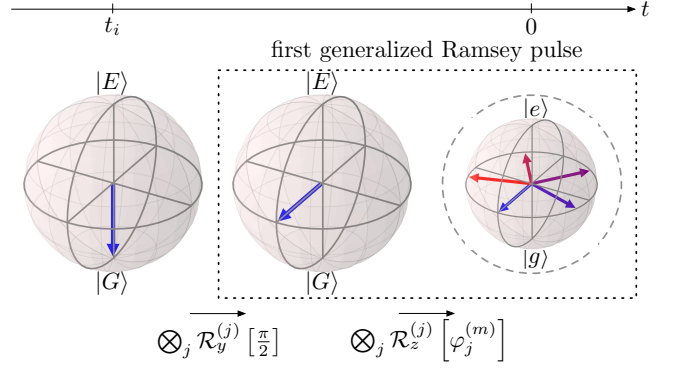 t
t_i 0
first generalized Ramsey pulse
|E⟩ |E⟩ |e⟩
|G⟩ |G⟩ |g⟩
⨂_j R_y^{(j)} [π/2] ⨂_j R_z^{(j)} [φ_j^{(m)}]